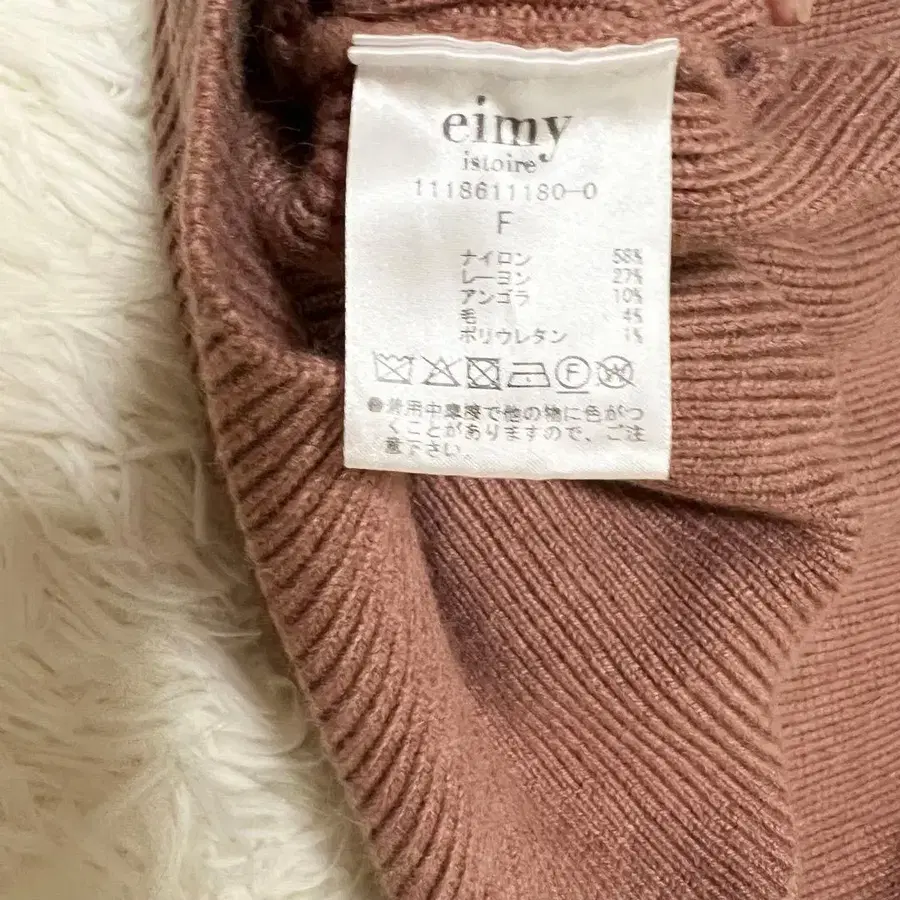 eimy
istoire
1118611180-0
F
ナイロン 58%
レーヨン 27%
アンゴラ 10%
毛 4%
ポリウレタン 1%
F W
●着用中摩擦で他の物に色がつ
くことがありますので、ご注
意下さい。